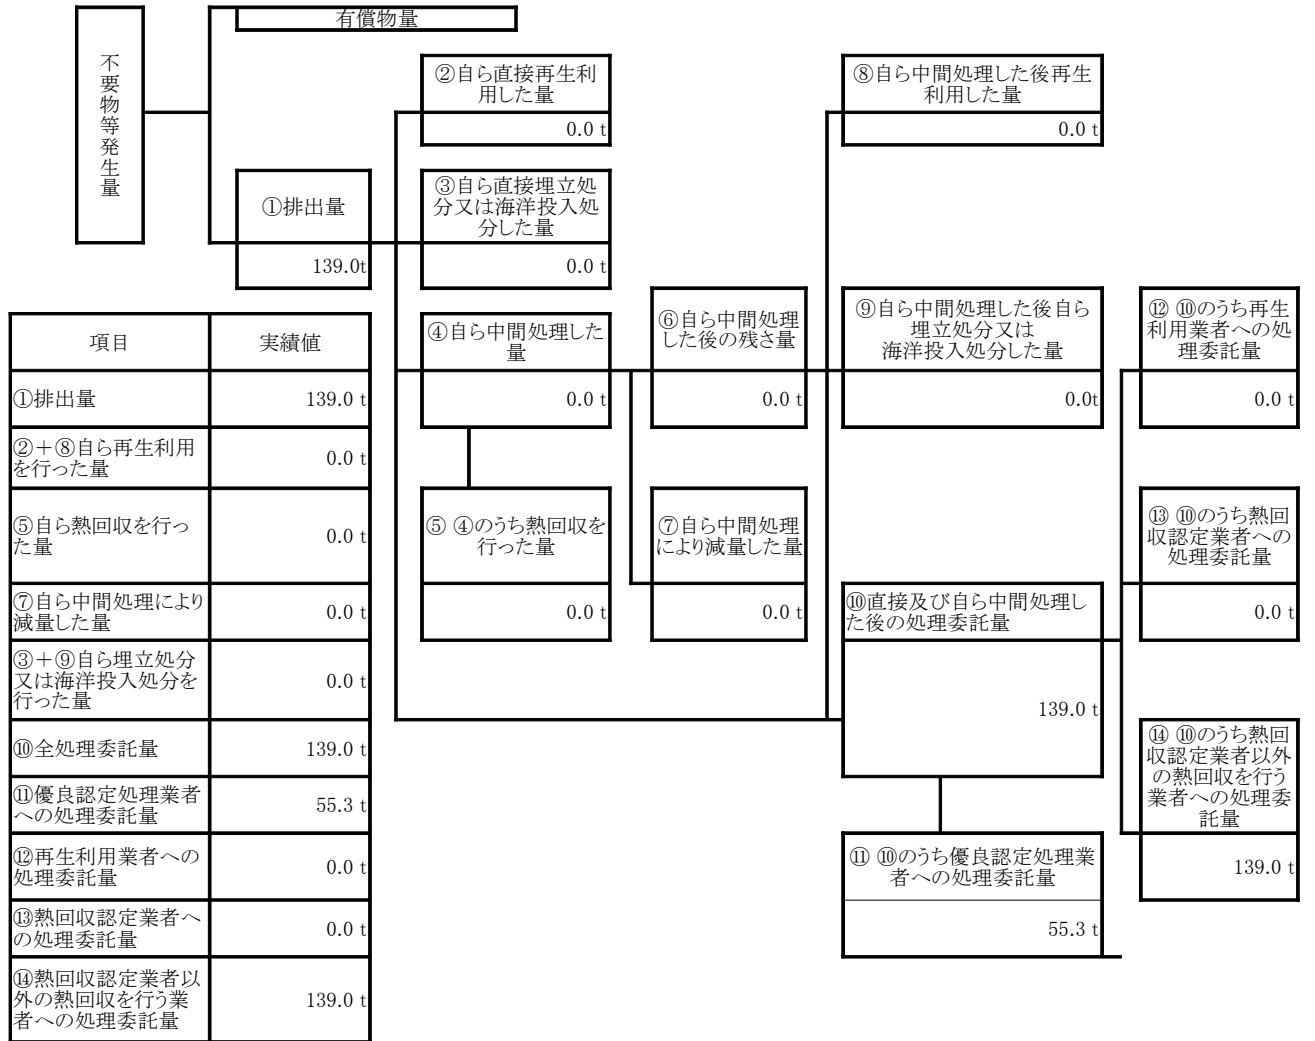 有償物量
不要物等発生量
②自ら直接再生利
用した量
0.0 t
⑧自ら中間処理した後再生
利用した量
0.0 t
①排出量
139.0t
③自ら直接埋立処
分又は海洋投入処
分した量
0.0 t
④自ら中間処理した
量
0.0 t
⑥自ら中間処理
した後の残さ量
0.0 t
⑨自ら中間処理した後自ら
埋立処分又は
海洋投入処分した量
0.0t
⑫ ⑩のうち再生
利用業者への処
理委託量
0.0 t
⑤ ④のうち熱回収を
行った量
0.0 t
⑦自ら中間処理
により減量した量
0.0 t
⑬ ⑩のうち熱回
収認定業者への
処理委託量
0.0 t
⑩直接及び自ら中間処理し
た後の処理委託量
139.0 t
⑭ ⑩のうち熱回
収認定業者以外
の熱回収を行う
業者への処理委
託量
139.0 t
⑪ ⑩のうち優良認定処理業
者への処理委託量
55.3 t
項目 実績値
①排出量 139.0 t
②+⑧自ら再生利用
を行った量 0.0 t
⑤自ら熱回収を行っ
た量 0.0 t
⑦自ら中間処理により
減量した量 0.0 t
③+⑨自ら埋立処分
又は海洋投入処分を
行った量 0.0 t
⑩全処理委託量 139.0 t
⑪優良認定処理業者
への処理委託量 55.3 t
⑫再生利用業者への
処理委託量 0.0 t
⑬熱回収認定業者へ
の処理委託量 0.0 t
⑭熱回収認定業者以
外の熱回収を行う業
者への処理委託量 139.0 t